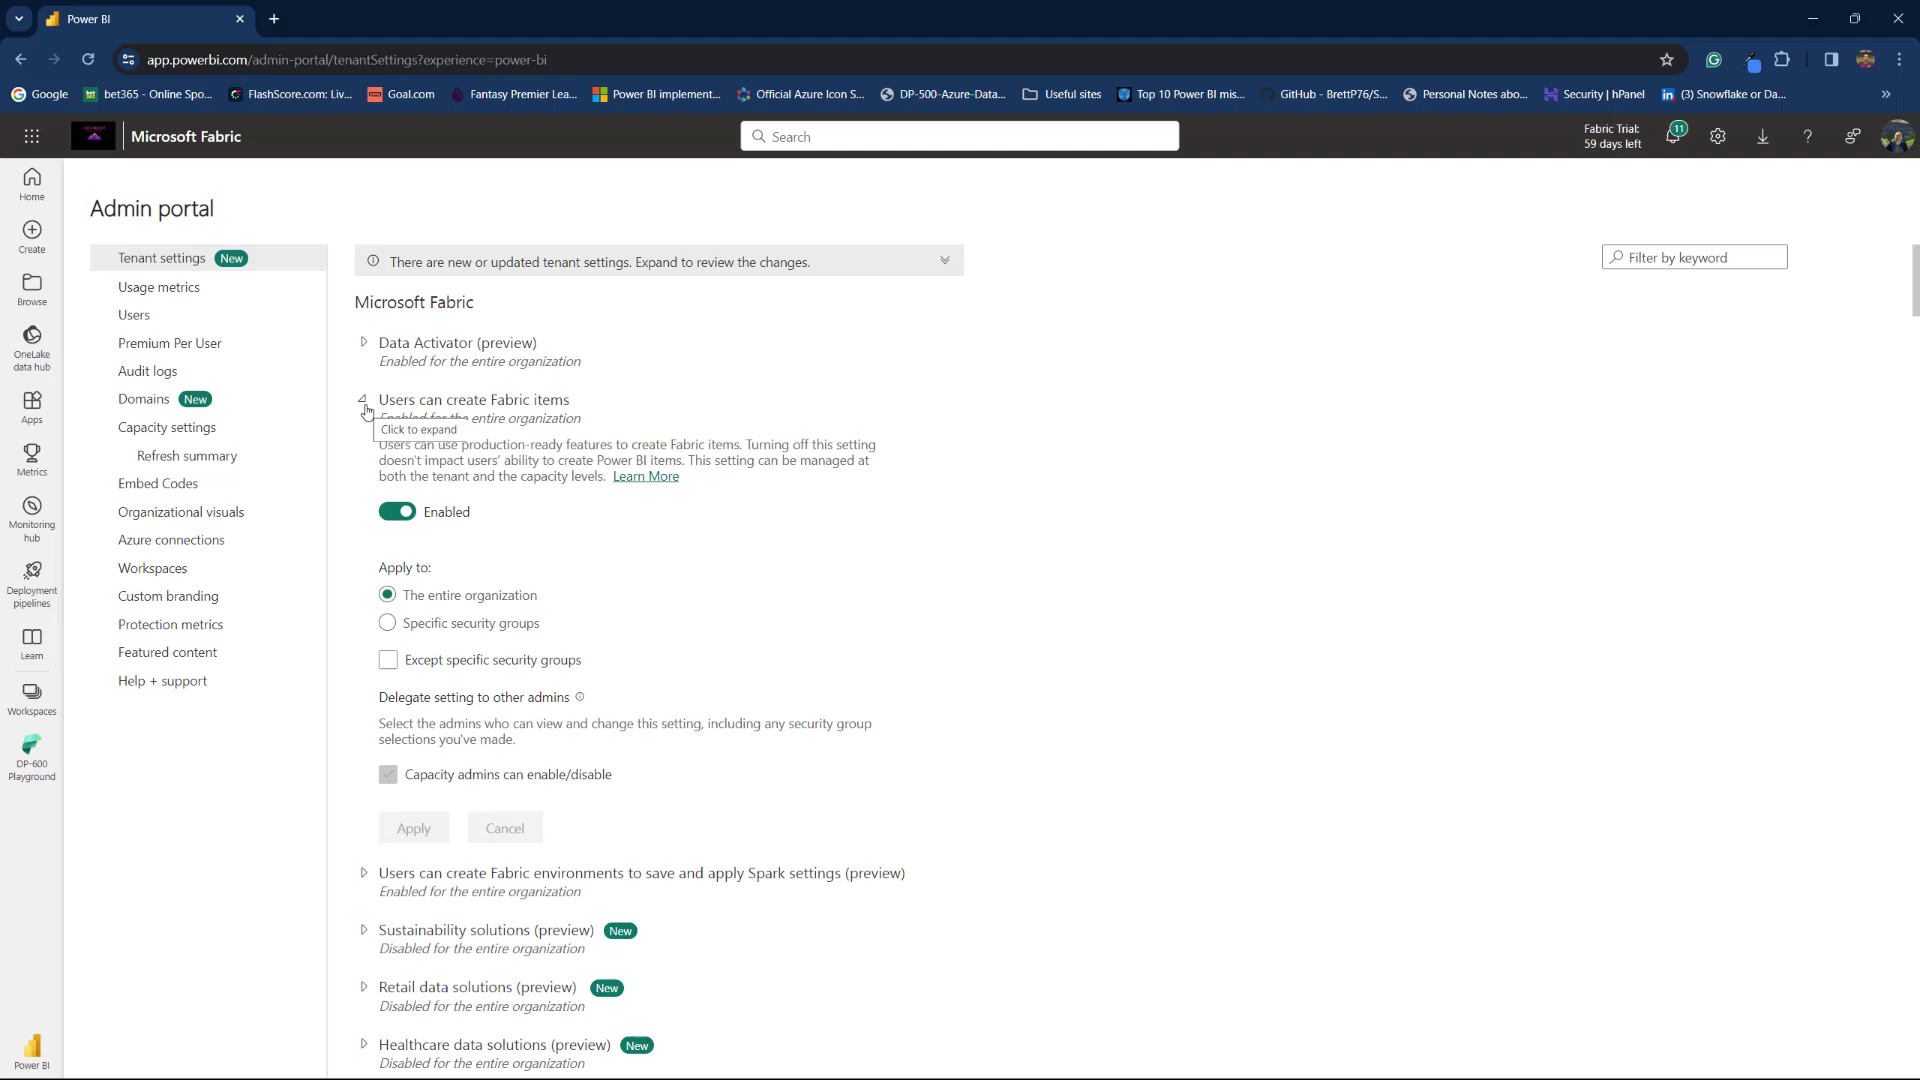 Power BI
app.powerbi.com/admin-portal/tenantSettings?experience=power-bi
Google
bet365 - Online Spo...
FlashScore.com: Liv...
Goal.com
Fantasy Premier Lea...
Power BI implement...
Official Azure Icon S...
DP-500-Azure-Data...
Useful sites
Top 10 Power BI mis...
GitHub - BrettP76/S...
Personal Notes abo...
Security | hPanel
(3) Snowflake or Da...
Microsoft Fabric
Search
Fabric Trial:
59 days left
11
Home
Create
Browse
OneLake
data hub
Apps
Metrics
Monitoring
hub
Deployment
pipelines
Learn
Workspaces
DP-600
Playground
Power BI
Admin portal
Tenant settings New
Usage metrics
Users
Premium Per User
Audit logs
Domains New
Capacity settings
Refresh summary
Embed Codes
Organizational visuals
Azure connections
Workspaces
Custom branding
Protection metrics
Featured content
Help + support
There are new or updated tenant settings. Expand to review the changes.
Filter by keyword
Microsoft Fabric
Data Activator (preview)
Enabled for the entire organization
Users can create Fabric items
Enabled for the entire organization
Click to expand
Users can use production-ready features to create Fabric items. Turning off this setting
doesn't impact users' ability to create Power BI items. This setting can be managed at
both the tenant and the capacity levels. Learn More
Enabled
Apply to:
The entire organization
Specific security groups
Except specific security groups
Delegate setting to other admins
Select the admins who can view and change this setting, including any security group
selections you've made.
Capacity admins can enable/disable
Apply
Cancel
Users can create Fabric environments to save and apply Spark settings (preview)
Enabled for the entire organization
Sustainability solutions (preview) New
Disabled for the entire organization
Retail data solutions (preview) New
Disabled for the entire organization
Healthcare data solutions (preview) New
Disabled for the entire organization